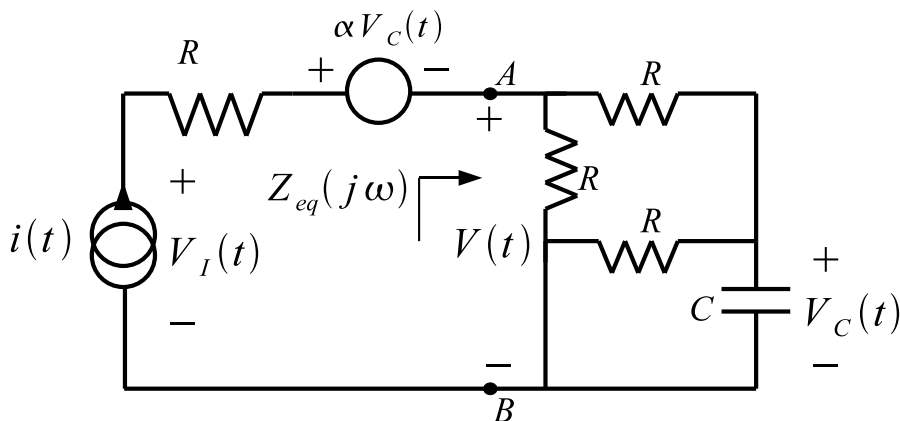 αV_C(t)
R
+ −
A
R
+
+
Z_eq(jω)
R
i(t)
V_I(t)
V(t)
R
+
C
V_C(t)
−
−
−
B